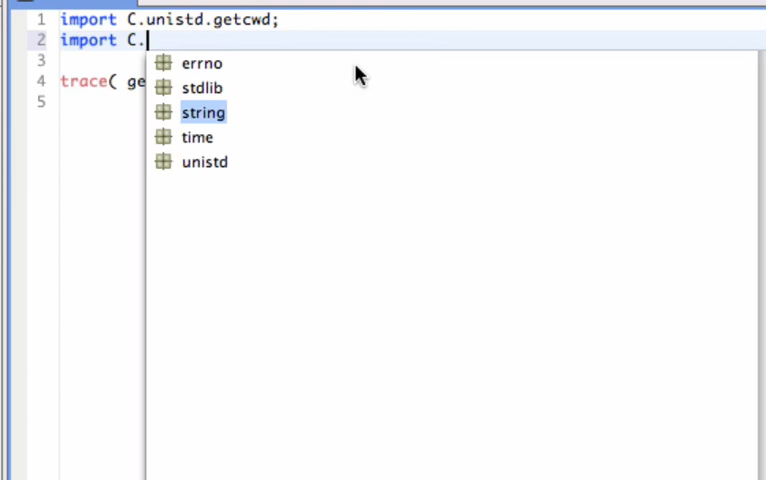 1 import C.unistd.getcwd;
2 import C.
3
4 trace( ge
5
errno
stdlib
string
time
unistd